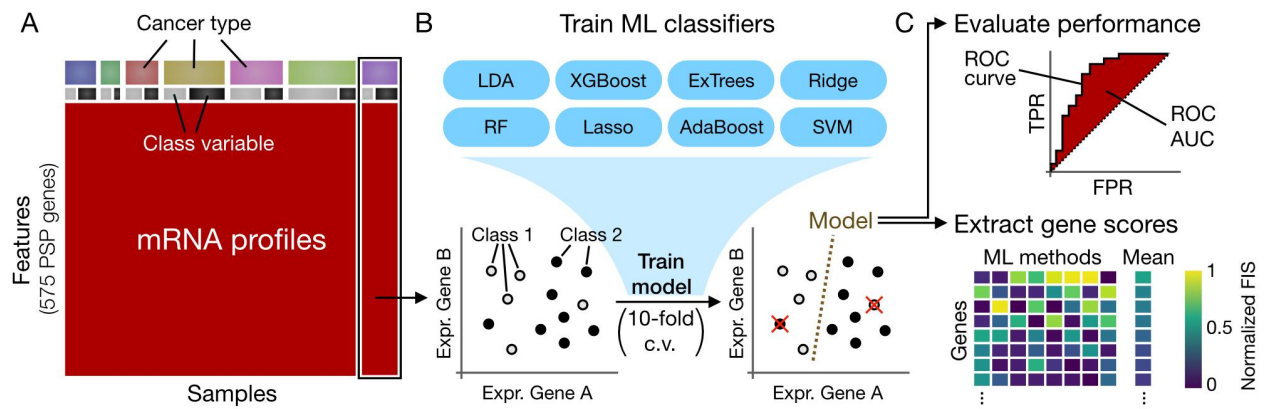 A
Cancer type
Class variable
mRNA profiles
Features
(575 PSP genes)
Samples
B
Train ML classifiers
LDA
XGBoost
ExTrees
Ridge
RF
Lasso
AdaBoost
SVM
Class 1
Class 2
Expr. Gene B
Expr. Gene A
Train
model
(10-fold
c.v.)
Model
Expr. Gene B
Expr. Gene A
C
Evaluate performance
ROC
curve
TPR
ROC
AUC
FPR
Extract gene scores
ML methods
Mean
Genes
⋮
⋮
1
0.5
0
Normalized FIS